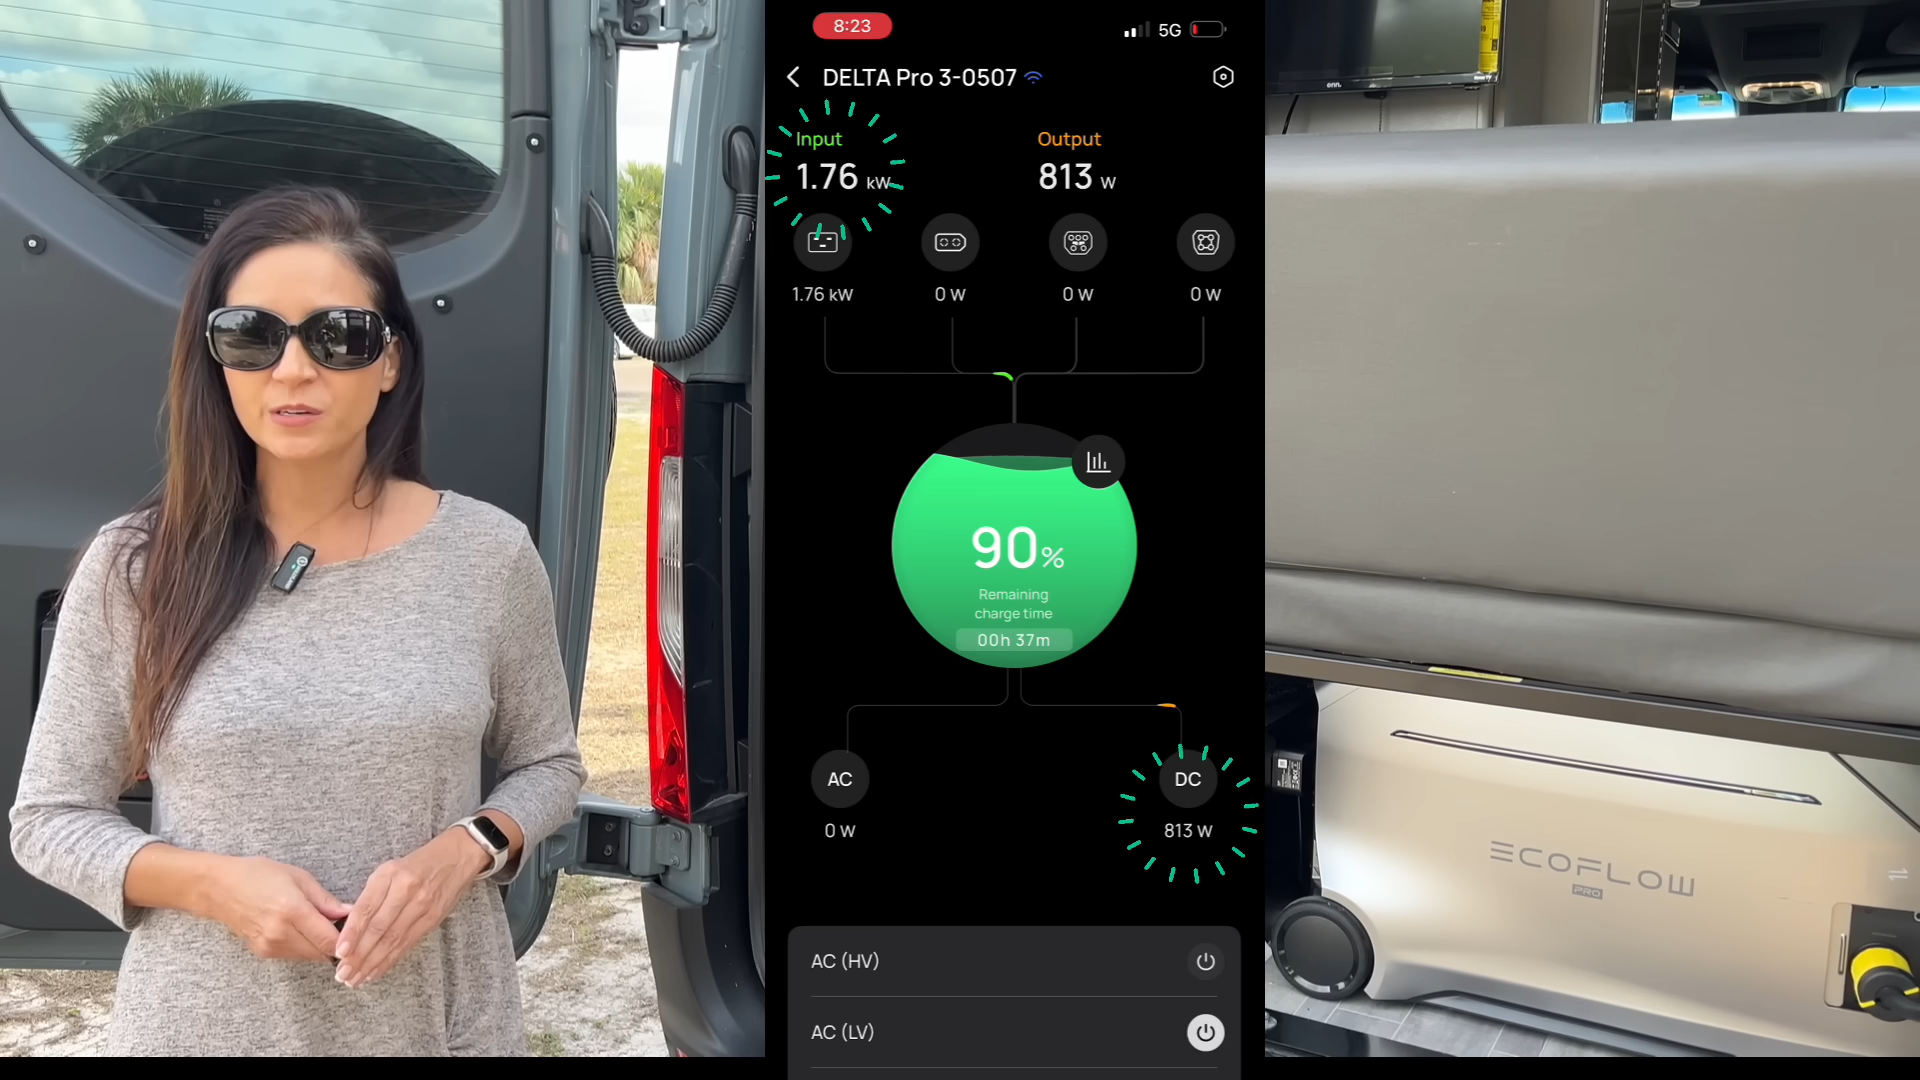 8:23
5G
DELTA Pro 3-0507
Input
1.76 kW
Output
813 W
1.76 kW
0 W
0 W
0 W
90%
Remaining
charge time
00h 37m
AC
0 W
DC
813 W
AC (HV)
AC (LV)
onn.
ECOFLOW
PRO